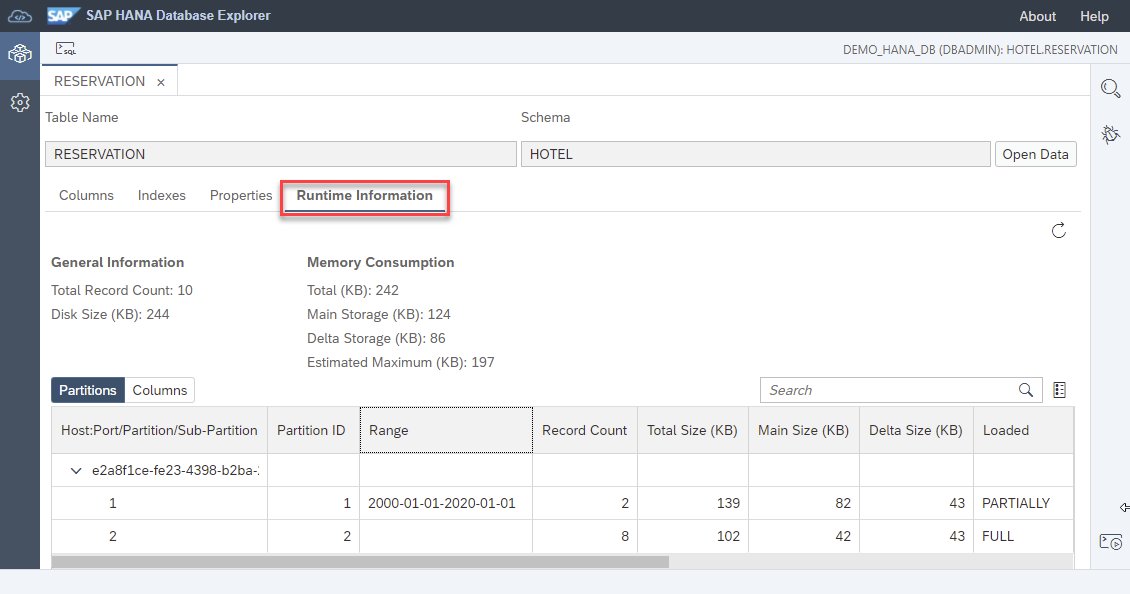 SAP SAP HANA Database Explorer About Help
SQL DEMO_HANA_DB (DBADMIN): HOTEL.RESERVATION
RESERVATION ×
Table Name Schema
RESERVATION HOTEL Open Data
Columns Indexes Properties Runtime Information
General Information Memory Consumption
Total Record Count: 10 Total (KB): 242
Disk Size (KB): 244 Main Storage (KB): 124
Delta Storage (KB): 86
Estimated Maximum (KB): 197
Partitions Columns Search
Host:Port/Partition/Sub-Partition Partition ID Range Record Count Total Size (KB) Main Size (KB) Delta Size (KB) Loaded
e2a8f1ce-fe23-4398-b2ba-
1 1 2000-01-01-2020-01-01 2 139 82 43 PARTIALLY
2 2 8 102 42 43 FULL